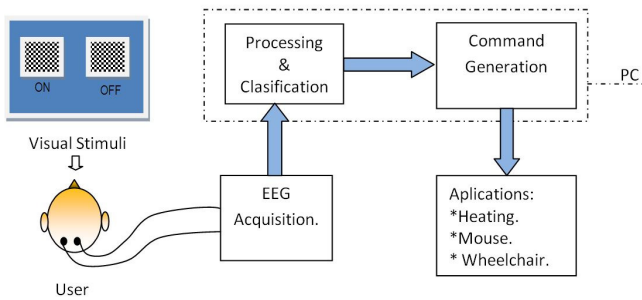 ON
OFF
Visual Stimuli
User
EEG
Acquisition.
Processing
&
Clasification
Command
Generation
PC
Aplications:
*Heating.
*Mouse.
* Wheelchair.